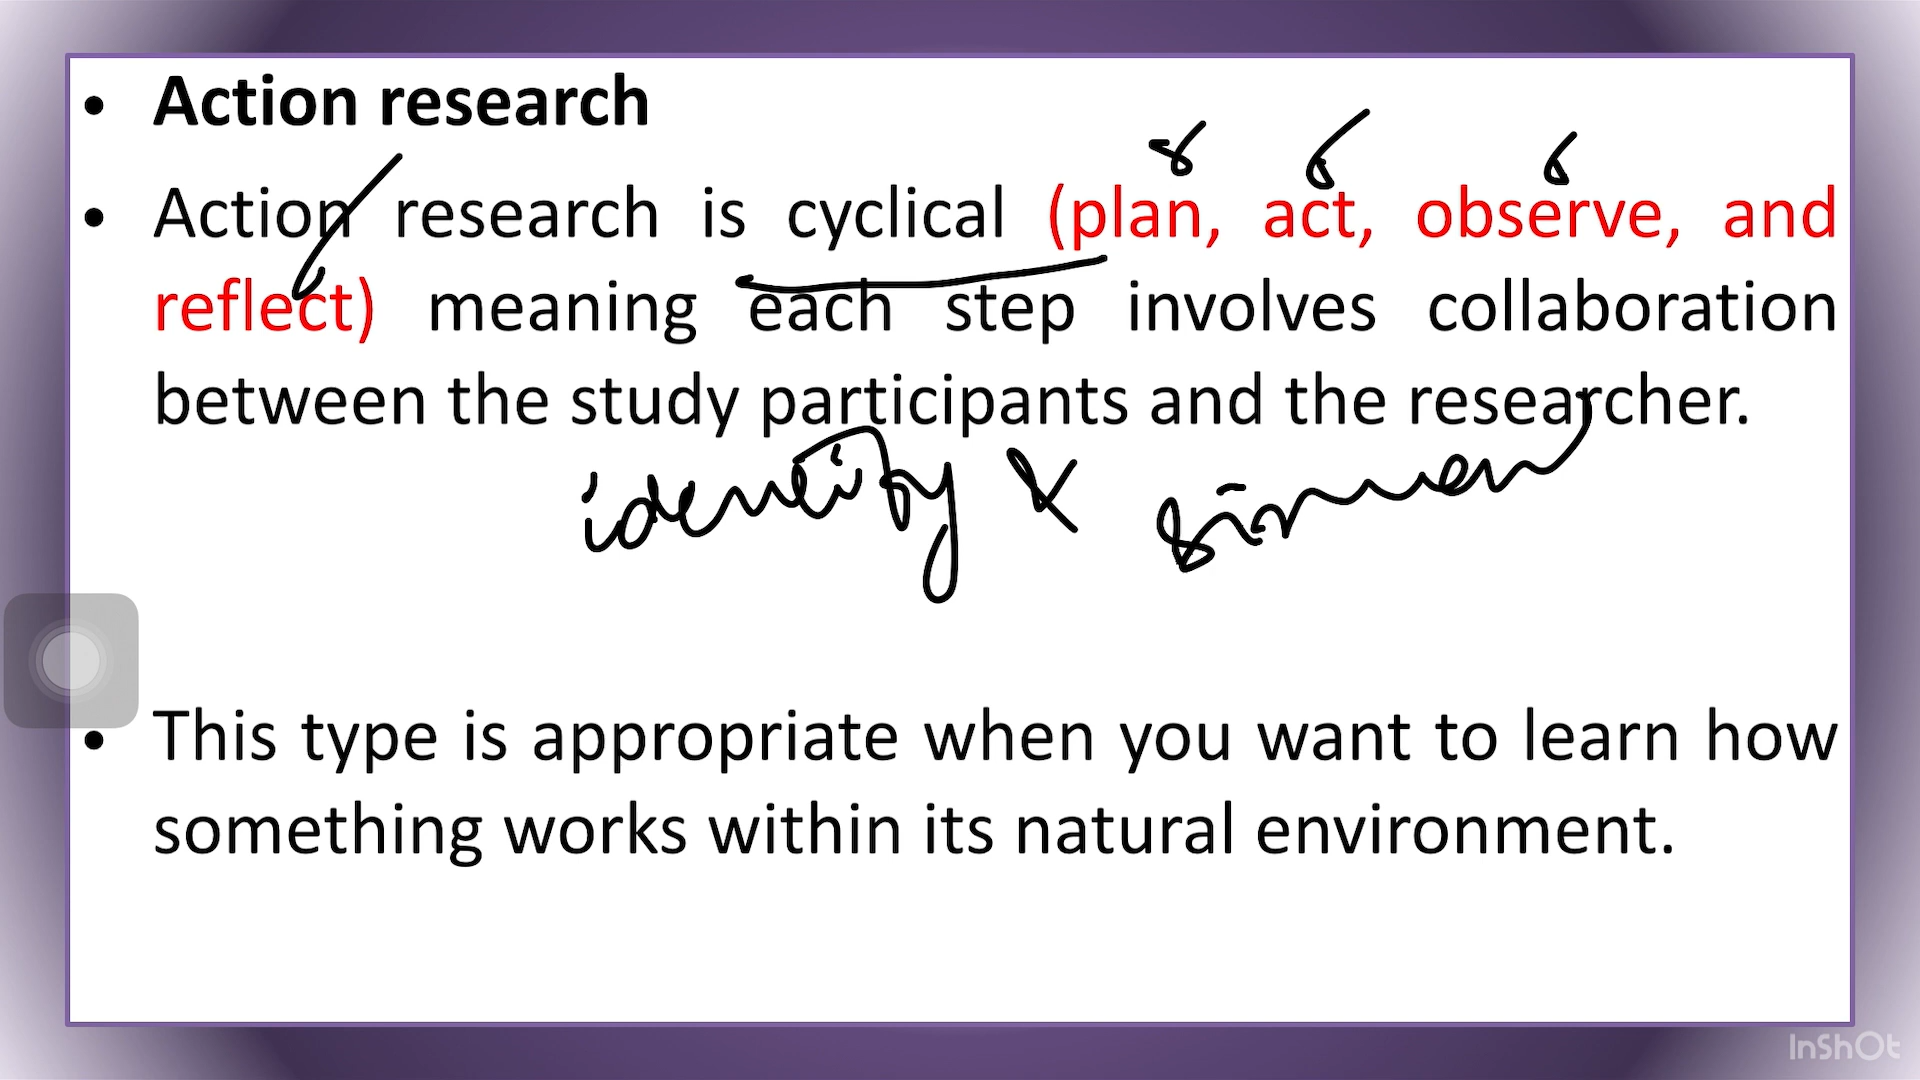 • Action research
• Action research is cyclical (plan, act, observe, and
reflect) meaning each step involves collaboration
between the study participants and the researcher.
identify &
• This type is appropriate when you want to learn how
something works within its natural environment.
InShOt